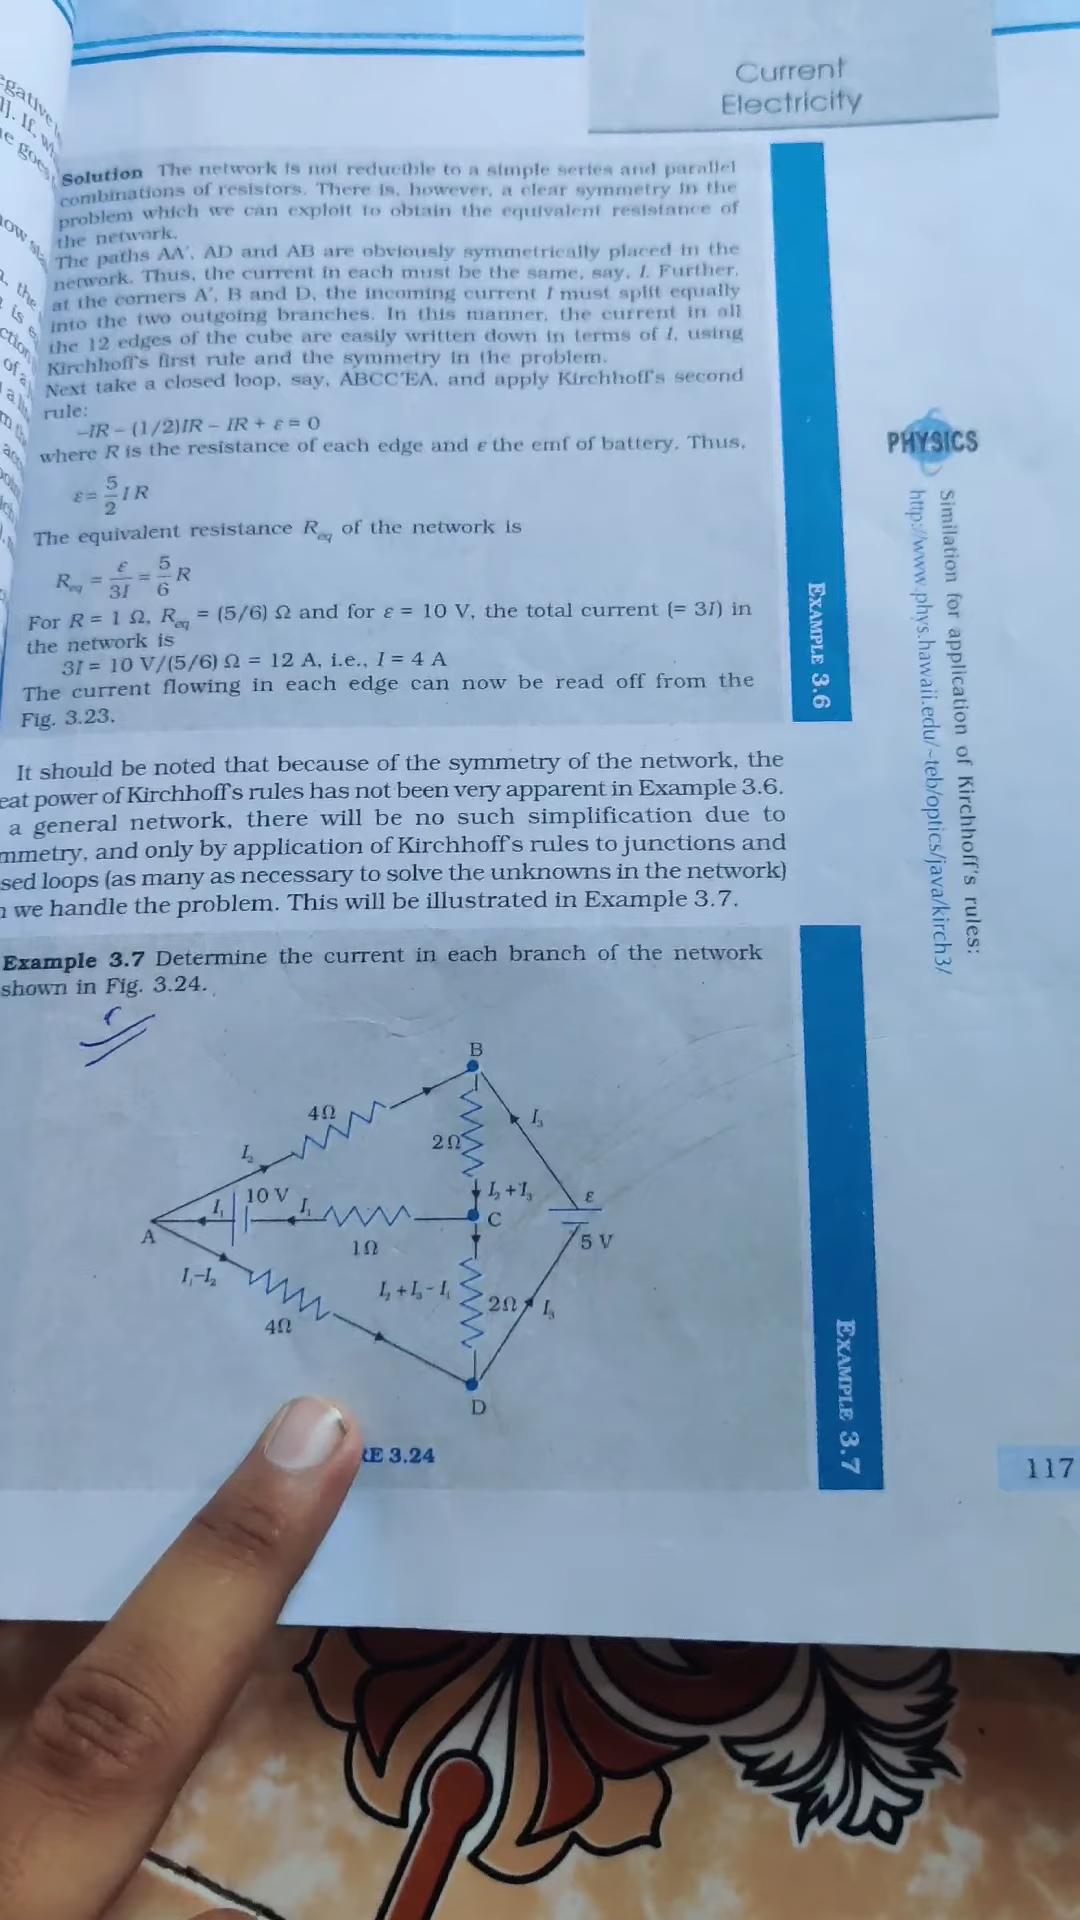 Current
Electricity
Solution The network is not reducible to a simple series and parallel
combinations of resistors. There is, however, a clear symmetry in the
problem which we can exploit to obtain the equivalent resistance of
the network.
The paths AA′, AD and AB are obviously symmetrically placed in the
network. Thus, the current in each must be the same, say, I. Further,
at the corners A′, B and D, the incoming current I must split equally
into the two outgoing branches. In this manner, the current in all
the 12 edges of the cube are easily written down in terms of I, using
Kirchhoff's first rule and the symmetry in the problem.
Next take a closed loop, say, ABCC′EA, and apply Kirchhoff's second
rule:
–IR – (1/2)IR – IR + ε = 0
where R is the resistance of each edge and ε the emf of battery. Thus,
ε = 5/2 I R
The equivalent resistance Req of the network is
Req = ε/3I = 5/6 R
For R = 1 Ω, Req = (5/6) Ω and for ε = 10 V, the total current (= 3I) in
the network is
3I = 10 V/(5/6) Ω = 12 A, i.e., I = 4 A
The current flowing in each edge can now be read off from the
Fig. 3.23.
EXAMPLE 3.6
PHYSICS
Similation for application of Kirchhoff's rules:
http://www.phys.hawaii.edu/~teb/optics/java/kirch3/
It should be noted that because of the symmetry of the network, the
eat power of Kirchhoff's rules has not been very apparent in Example 3.6.
a general network, there will be no such simplification due to
mmetry, and only by application of Kirchhoff's rules to junctions and
sed loops (as many as necessary to solve the unknowns in the network)
n we handle the problem. This will be illustrated in Example 3.7.
Example 3.7 Determine the current in each branch of the network
shown in Fig. 3.24.
B
4Ω
I3
2Ω
I2
10 V
I2+I3
ε
I1
I1
C
A
5 V
1Ω
I1–I2
I2+I3–I1
2Ω
I3
4Ω
D
RE 3.24
EXAMPLE 3.7
117